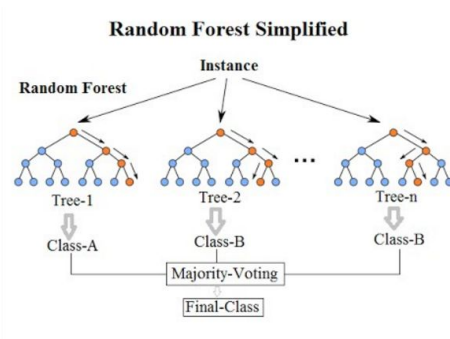 Random Forest Simplified
Instance
Random Forest
...
Tree-1 Tree-2 Tree-n
Class-A Class-B Class-B
Majority-Voting
Final-Class